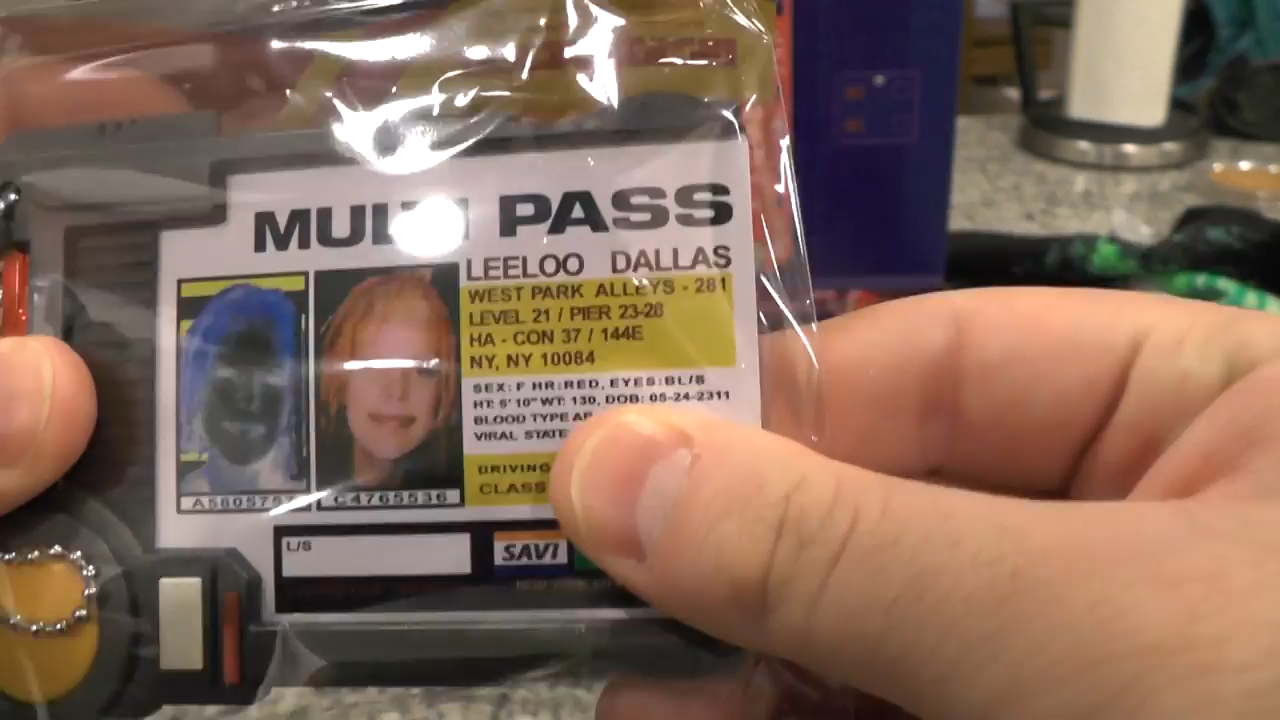 MULTI PASS
LEELOO DALLAS
WEST PARK ALLEYS - 281
LEVEL 21 / PIER 23-28
HA - CON 37 / 144E
NY, NY 10084
SEX: F HR:RED, EYES:BL/S
HT: 5' 10" WT: 130, DOB: 05-24-2311
BLOOD TYPE
VIRAL STATE
DRIVING
CLASS
C4765536
L/S
SAVI